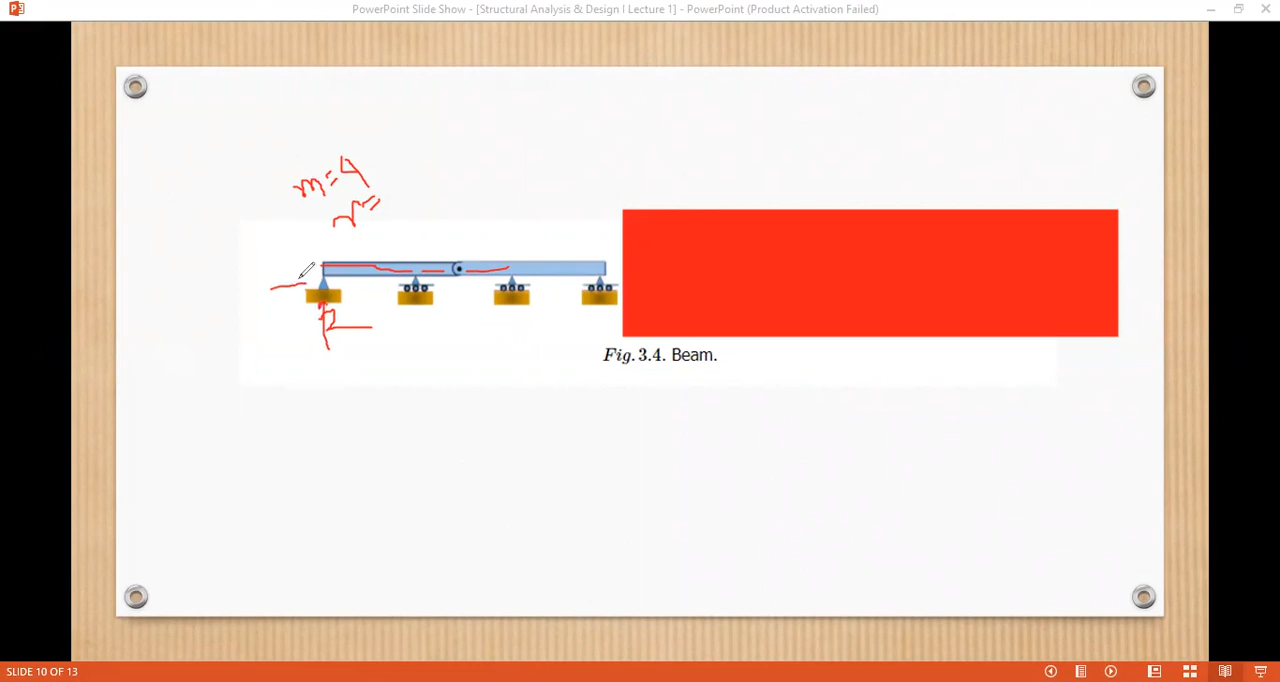 PowerPoint Slide Show - [Structural Analysis & Design I Lecture 1] - PowerPoint (Product Activation Failed)
m=4
r=
Fig. 3.4. Beam.
SLIDE 10 OF 13